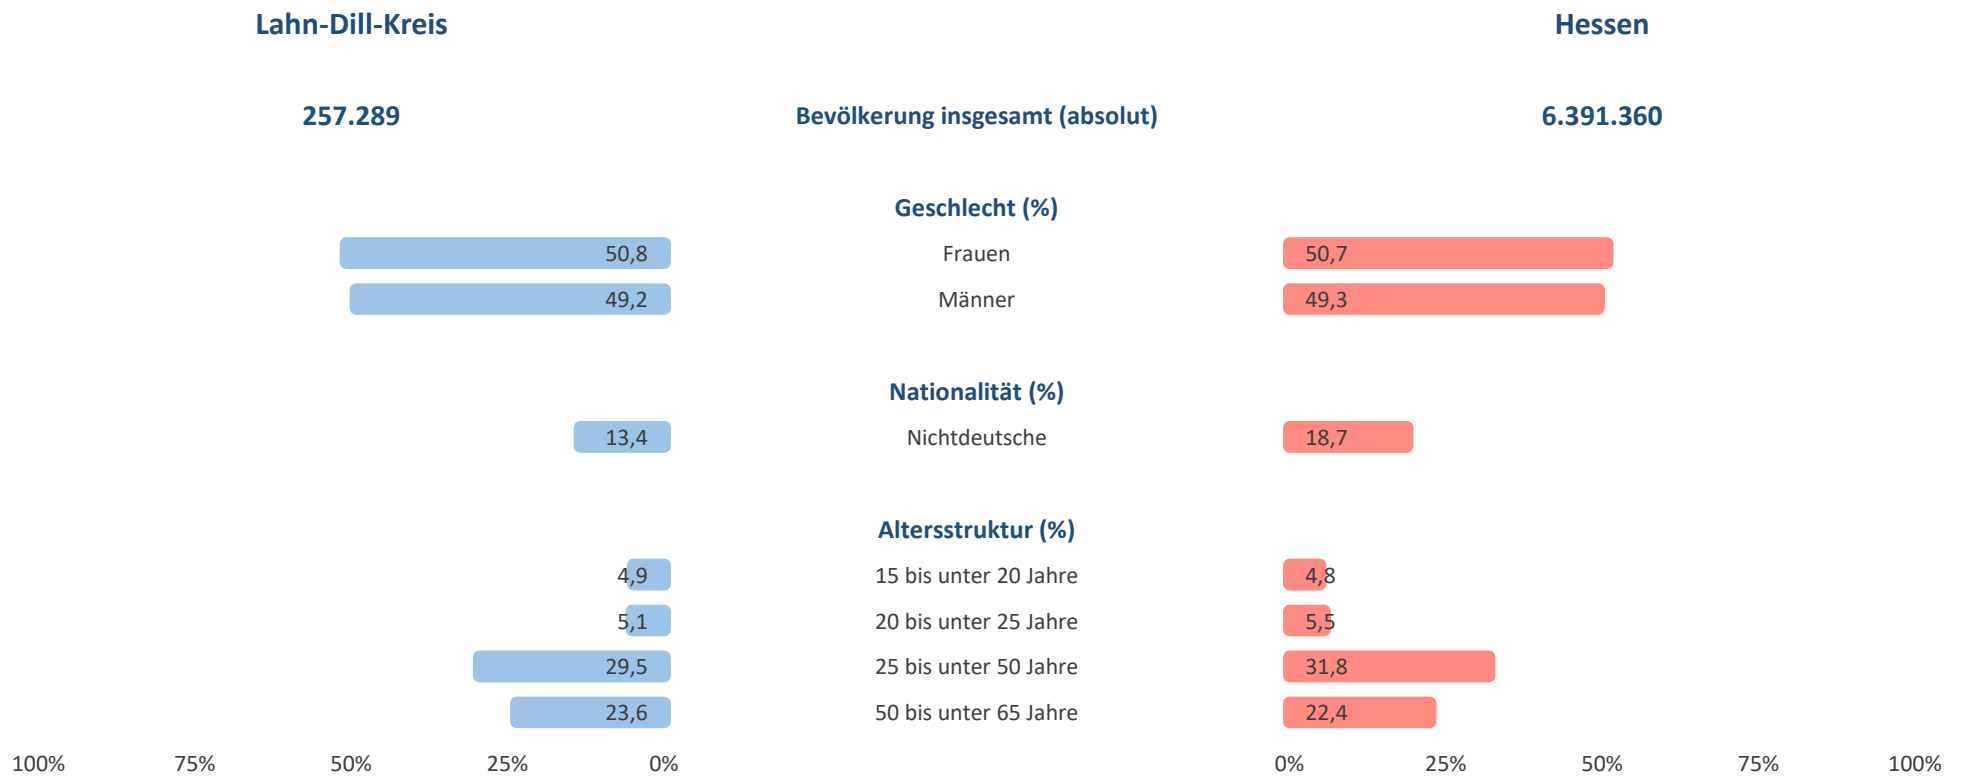 Lahn-Dill-Kreis Hessen
257.289 Bevölkerung insgesamt (absolut) 6.391.360
Geschlecht (%)
50,8 Frauen 50,7
49,2 Männer 49,3
Nationalität (%)
13,4 Nichtdeutsche 18,7
Altersstruktur (%)
4,9 15 bis unter 20 Jahre 4,8
5,1 20 bis unter 25 Jahre 5,5
29,5 25 bis unter 50 Jahre 31,8
23,6 50 bis unter 65 Jahre 22,4
100% 75% 50% 25% 0% 0% 25% 50% 75% 100%